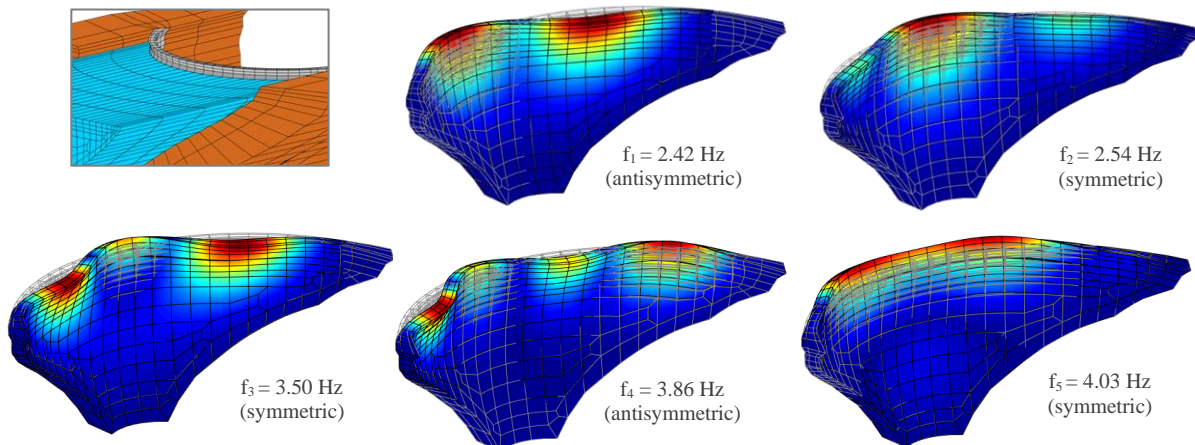 f₁ = 2.42 Hz
(antisymmetric)
f₂ = 2.54 Hz
(symmetric)
f₃ = 3.50 Hz
(symmetric)
f₄ = 3.86 Hz
(antisymmetric)
f₅ = 4.03 Hz
(symmetric)